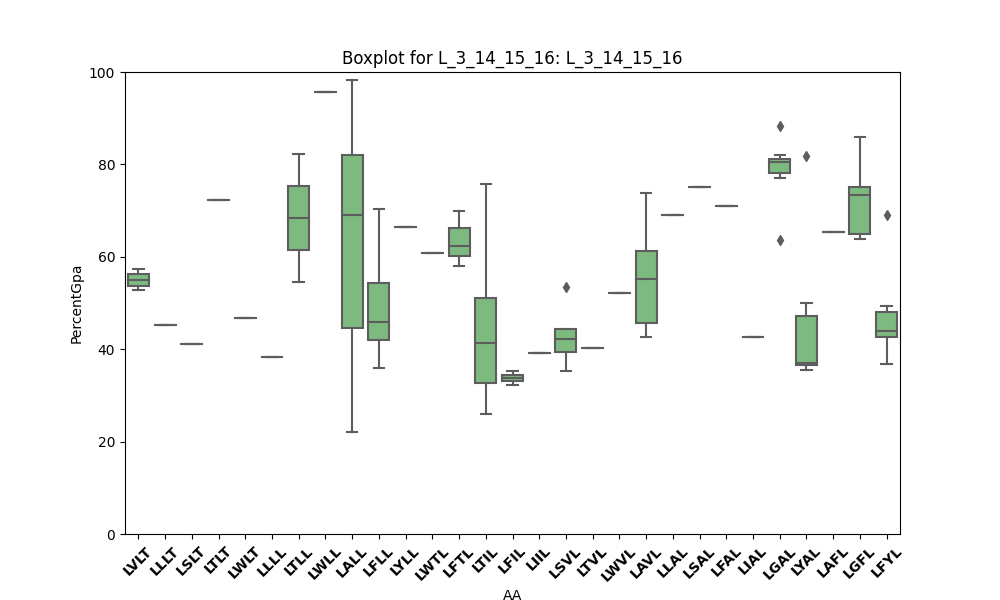 Boxplot for L_3_14_15_16: L_3_14_15_16
100
80
60
40
20
0
PercentGpa
LVLT LLLT LSLT LTLT LWLT LLLL LTLL LWLL LALL LFLL LYLL LWTL LFTL LTIL LFIL LIIL LSVL LTVL LWVL LAVL LLAL LSAL LFAL LIAL LGAL LYAL LAFL LGFL LFYL
AA